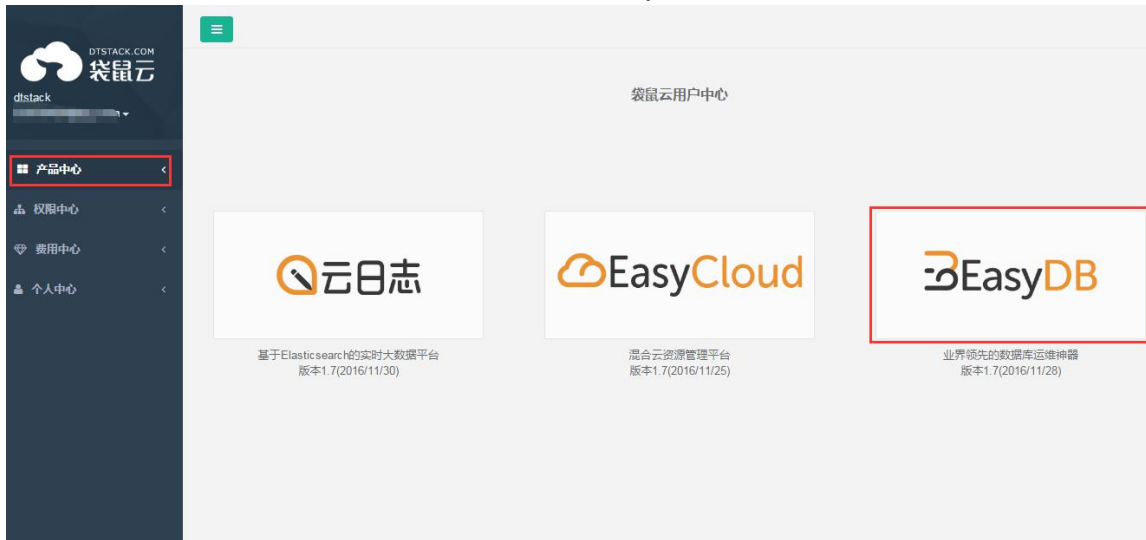 DTSTACK.COM
袋鼠云
dtstack
产品中心
权限中心
费用中心
个人中心
袋鼠云用户中心
云日志
EasyCloud
EasyDB
基于Elasticsearch的实时大数据平台
版本1.7(2016/11/30)
混合云资源管理平台
版本1.7(2016/11/25)
业界领先的数据库运维神器
版本1.7(2016/11/28)